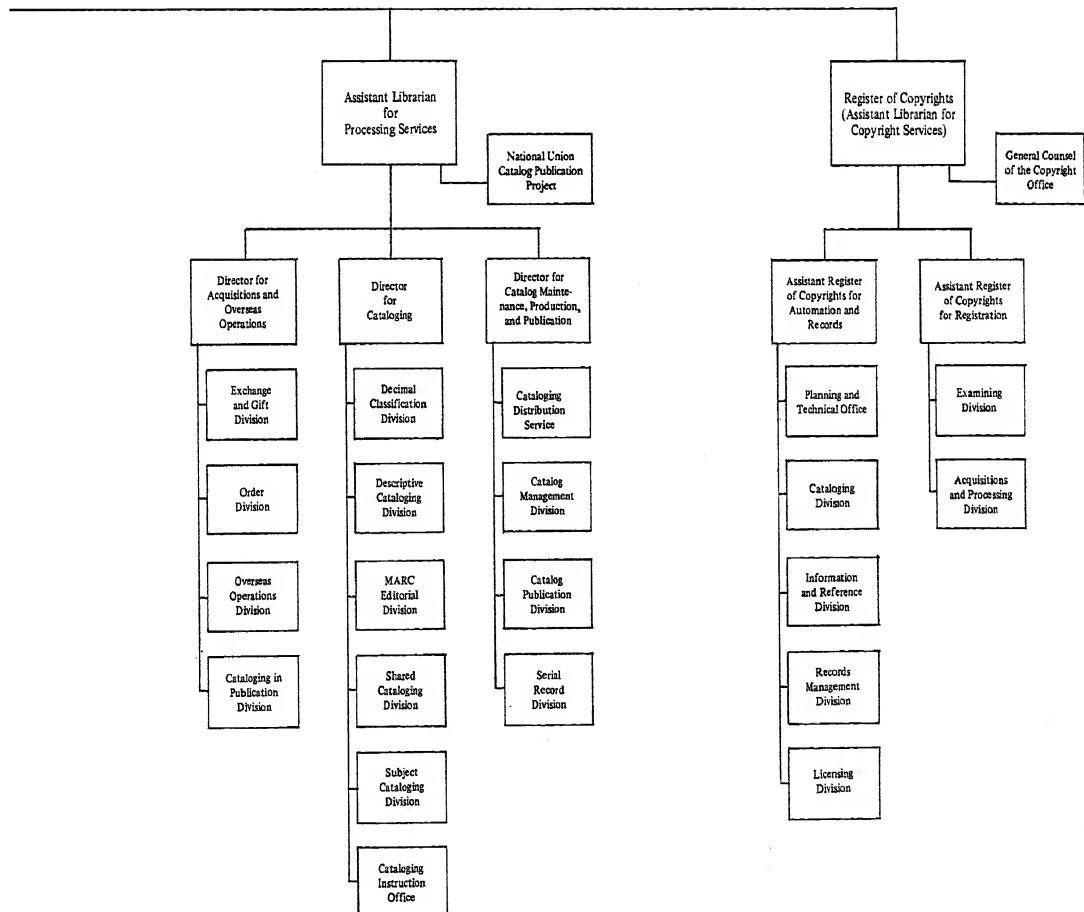 Assistant Librarian
for
Processing Services
National Union
Catalog Publication
Project
Director for
Acquisitions and
Overseas
Operations
Exchange
and Gift
Division
Order
Division
Overseas
Operations
Division
Cataloging in
Publication
Division
Director
for
Cataloging
Decimal
Classification
Division
Descriptive
Cataloging
Division
MARC
Editorial
Division
Shared
Cataloging
Division
Subject
Cataloging
Division
Cataloging
Instruction
Office
Director for
Catalog Mainte-
nance, Production,
and Publication
Cataloging
Distribution
Service
Catalog
Management
Division
Catalog
Publication
Division
Serial
Record
Division
Register of Copyrights
(Assistant Librarian for
Copyright Services)
General Counsel
of the Copyright
Office
Assistant Register
of Copyrights for
Automation and
Records
Planning and
Technical Office
Cataloging
Division
Information
and Reference
Division
Records
Management
Division
Licensing
Division
Assistant Register
of Copyrights
for Registration
Examining
Division
Acquisitions
and Processing
Division